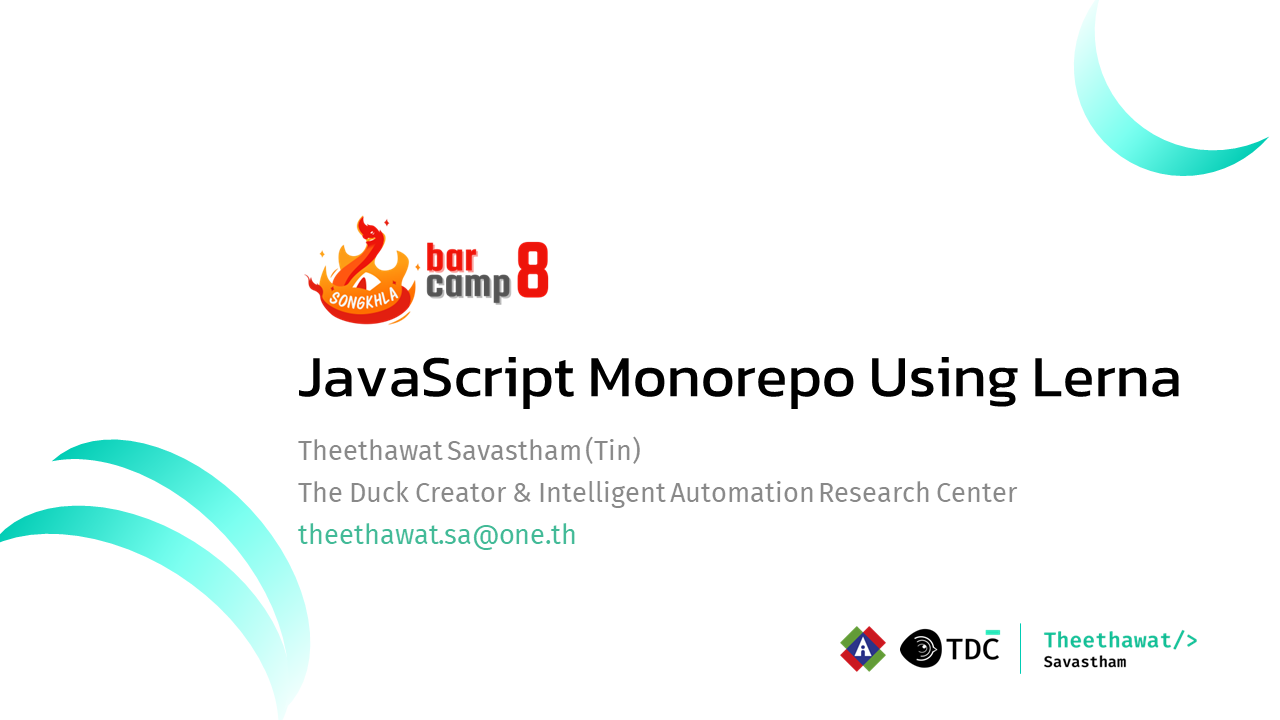 SONGKHLA
bar
camp 8
JavaScript Monorepo Using Lerna
Theethawat Savastham (Tin)
The Duck Creator & Intelligent Automation Research Center
theethawat.sa@one.th
A
TDC
Theethawat/>
Savastham